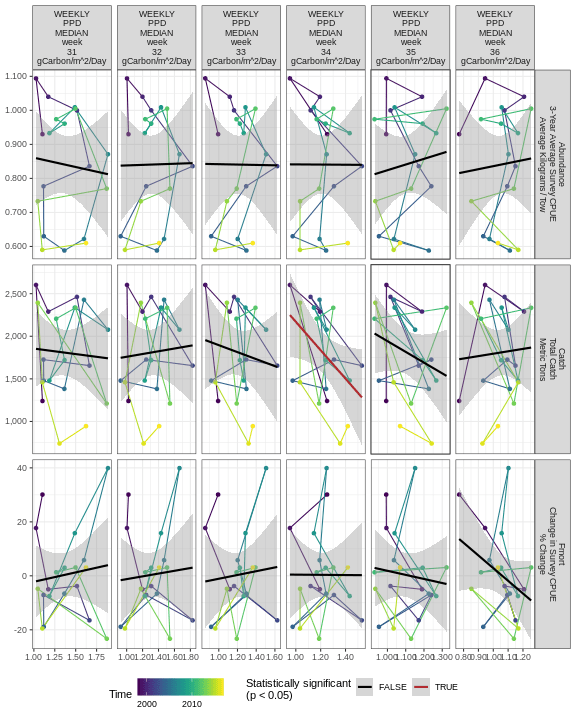 WEEKLY
PPD
MEDIAN
week
31
gCarbon/m^2/Day
WEEKLY
PPD
MEDIAN
week
32
gCarbon/m^2/Day
WEEKLY
PPD
MEDIAN
week
33
gCarbon/m^2/Day
WEEKLY
PPD
MEDIAN
week
34
gCarbon/m^2/Day
WEEKLY
PPD
MEDIAN
week
35
gCarbon/m^2/Day
WEEKLY
PPD
MEDIAN
week
36
gCarbon/m^2/Day
1.100
1.000
0.900
0.800
0.700
0.600
Abundance
3-Year Average Survey CPUE
Average Kilograms / Tow
2,500
2,000
1,500
1,000
Catch
Total Catch
Metric Tons
40
20
0
-20
Fmort
Change in Survey CPUE
% Change
1.00 1.25 1.50 1.75
1.00 1.20 1.40 1.60 1.80
1.00 1.20 1.40 1.60
1.00 1.20 1.40
1.00 1.10 1.20 1.30
0.80 0.90 1.00 1.10 1.20
Time
2000 2010
Statistically significant
(p < 0.05)
FALSE
TRUE